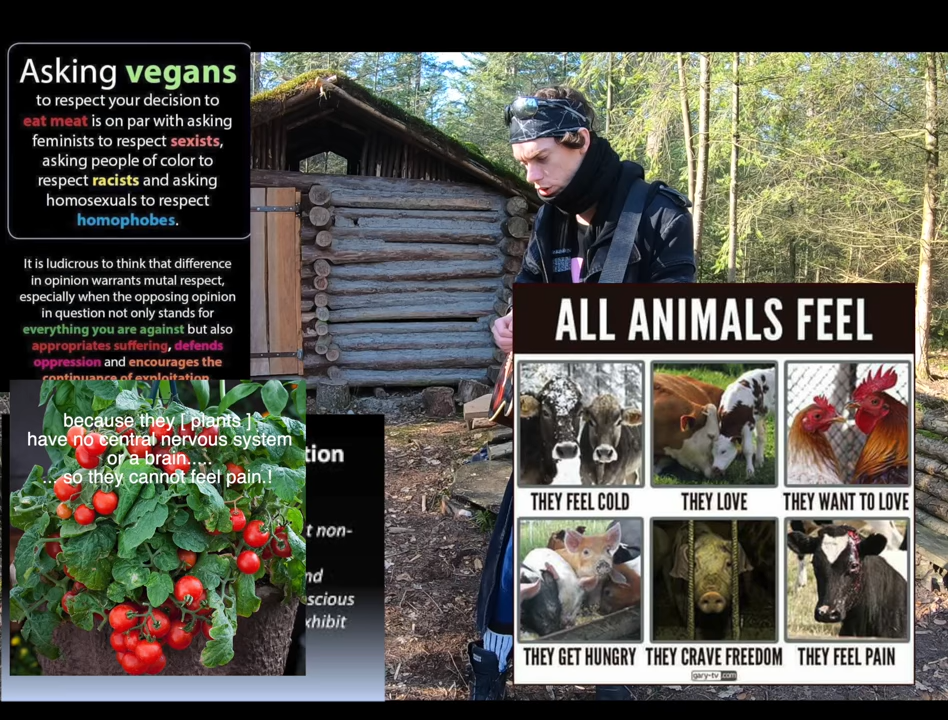 Asking vegans
to respect your decision to
eat meat is on par with asking
feminists to respect sexists,
asking people of color to
respect racists and asking
homosexuals to respect
homophobes.
It is ludicrous to think that difference
in opinion warrants mutal respect,
especially when the opposing opinion
in question not only stands for
everything you are against but also
appropriates suffering, defends
oppression and encourages the
continuance of exploitation
because they [ plants ]
have no central nervous system
or a brain....
... so they cannot feel pain.!
tion
t non-
nd
scious
xhibit
ALL ANIMALS FEEL
THEY FEEL COLD
THEY LOVE
THEY WANT TO LOVE
THEY GET HUNGRY
THEY CRAVE FREEDOM
THEY FEEL PAIN
gary-tv.com